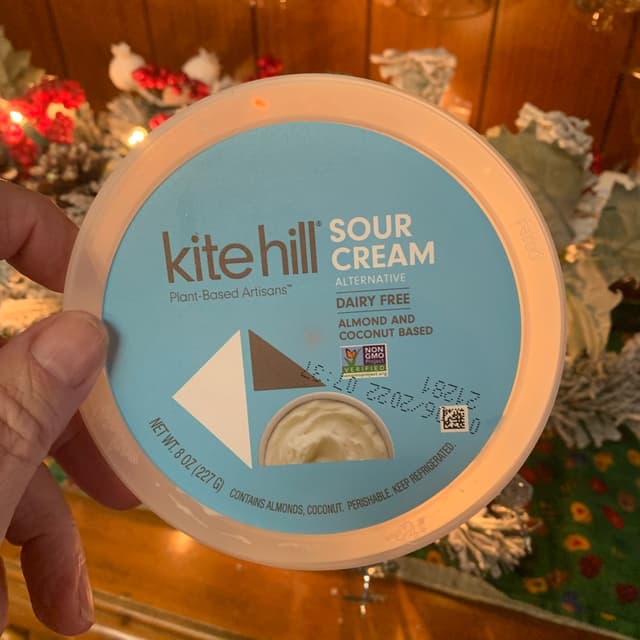 kite hill®
Plant-Based Artisans™
SOUR
CREAM
ALTERNATIVE
DAIRY FREE
ALMOND AND
COCONUT BASED
NON
GMO
Project
VERIFIED
21281
NET WT. 8 OZ (227 G) CONTAINS ALMONDS, COCONUT. PERISHABLE. KEEP REFRIGERATED.